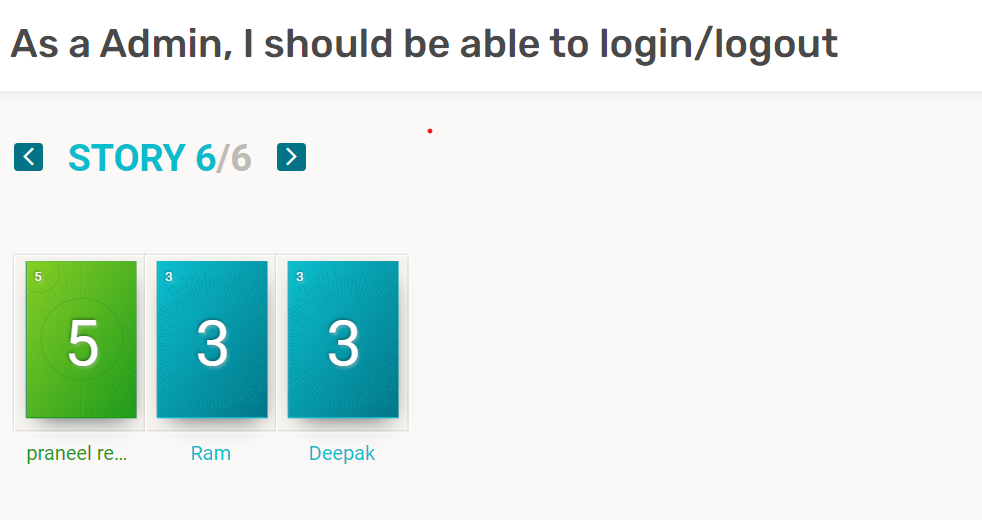 As a Admin, I should be able to login/logout
STORY 6/6
5 3 3
5 3 3
praneel re... Ram Deepak